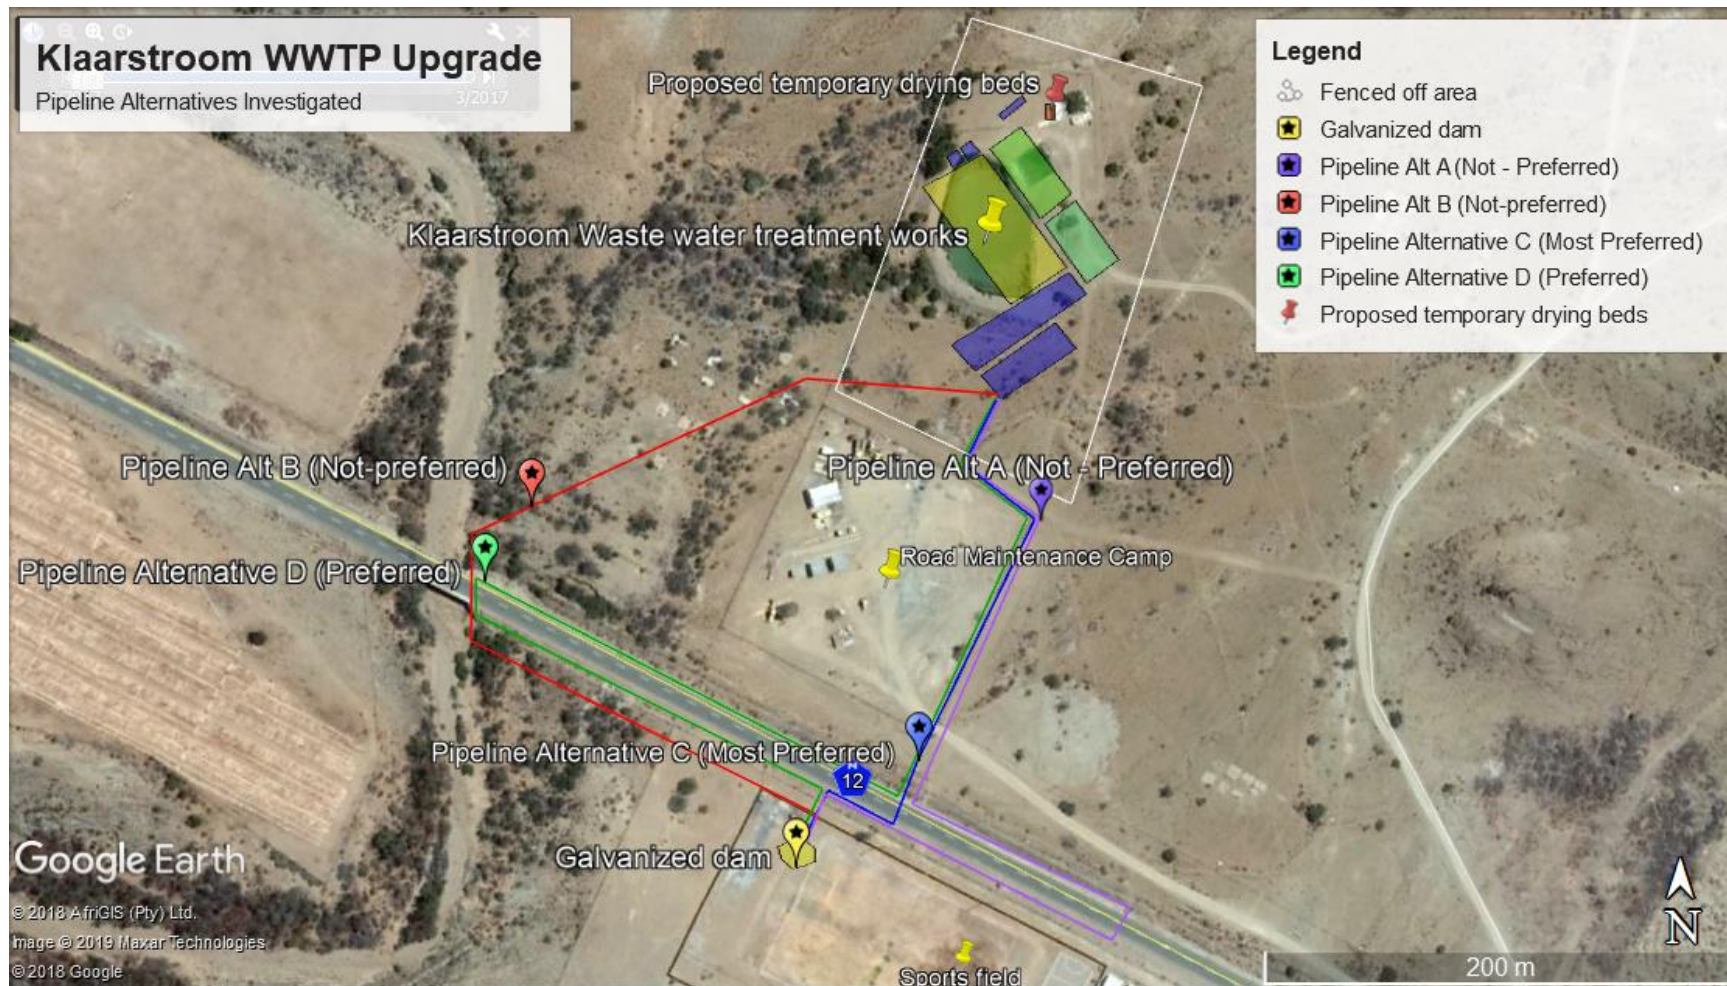 Klaarstroom WWTP Upgrade
Pipeline Alternatives Investigated
3/2017
Legend
Fenced off area
Galvanized dam
Pipeline Alt A (Not - Preferred)
Pipeline Alt B (Not-preferred)
Pipeline Alternative C (Most Preferred)
Pipeline Alternative D (Preferred)
Proposed temporary drying beds
Proposed temporary drying beds
Klaarstroom Waste water treatment works
Pipeline Alt B (Not-preferred)
Pipeline Alt A (Not - Preferred)
Road Maintenance Camp
Pipeline Alternative D (Preferred)
Pipeline Alternative C (Most Preferred)
N
12
Galvanized dam
Sports field
Google Earth
© 2018 AfriGIS (Pty) Ltd.
Image © 2019 Maxar Technologies
© 2018 Google
N
200 m